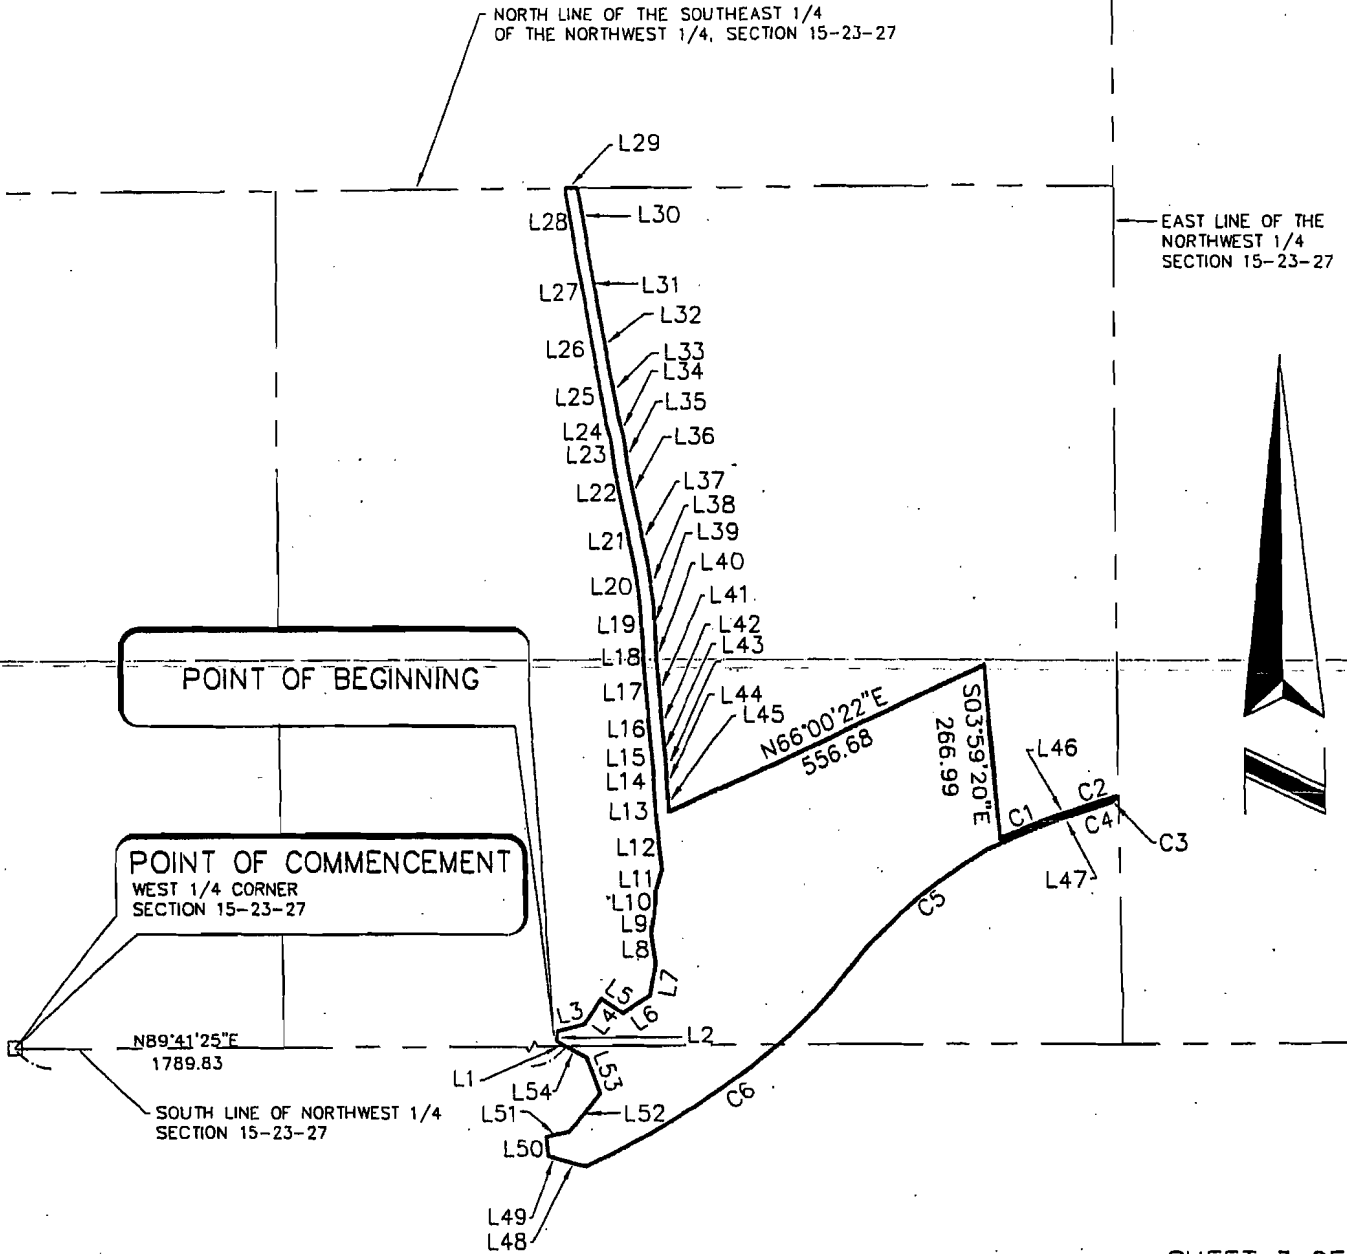 NORTH LINE OF THE SOUTHEAST 1/4
OF THE NORTHWEST 1/4, SECTION 15-23-27
L29
L28
L30
EAST LINE OF THE
NORTHWEST 1/4
SECTION 15-23-27
L27
L31
L32
L26
L33
L34
L25
L35
L24
L36
L23
L37
L22
L38
L39
L21
L40
L20
L41
L19
L42
L43
L18
POINT OF BEGINNING
L17
L44
L45
N66°00'22"E
556.68
S03°59'20"E
266.99
L16
L46
L15
L14
C2
L13
C1
C4
C3
L12
L47
POINT OF COMMENCEMENT
WEST 1/4 CORNER
SECTION 15-23-27
L11
L10
C5
L9
L8
L7
L5
L3
L4
L6
L2
N89°41'25"E
1789.83
L1
L54
L53
C6
SOUTH LINE OF NORTHWEST 1/4
SECTION 15-23-27
L51
L52
L50
L49
L48